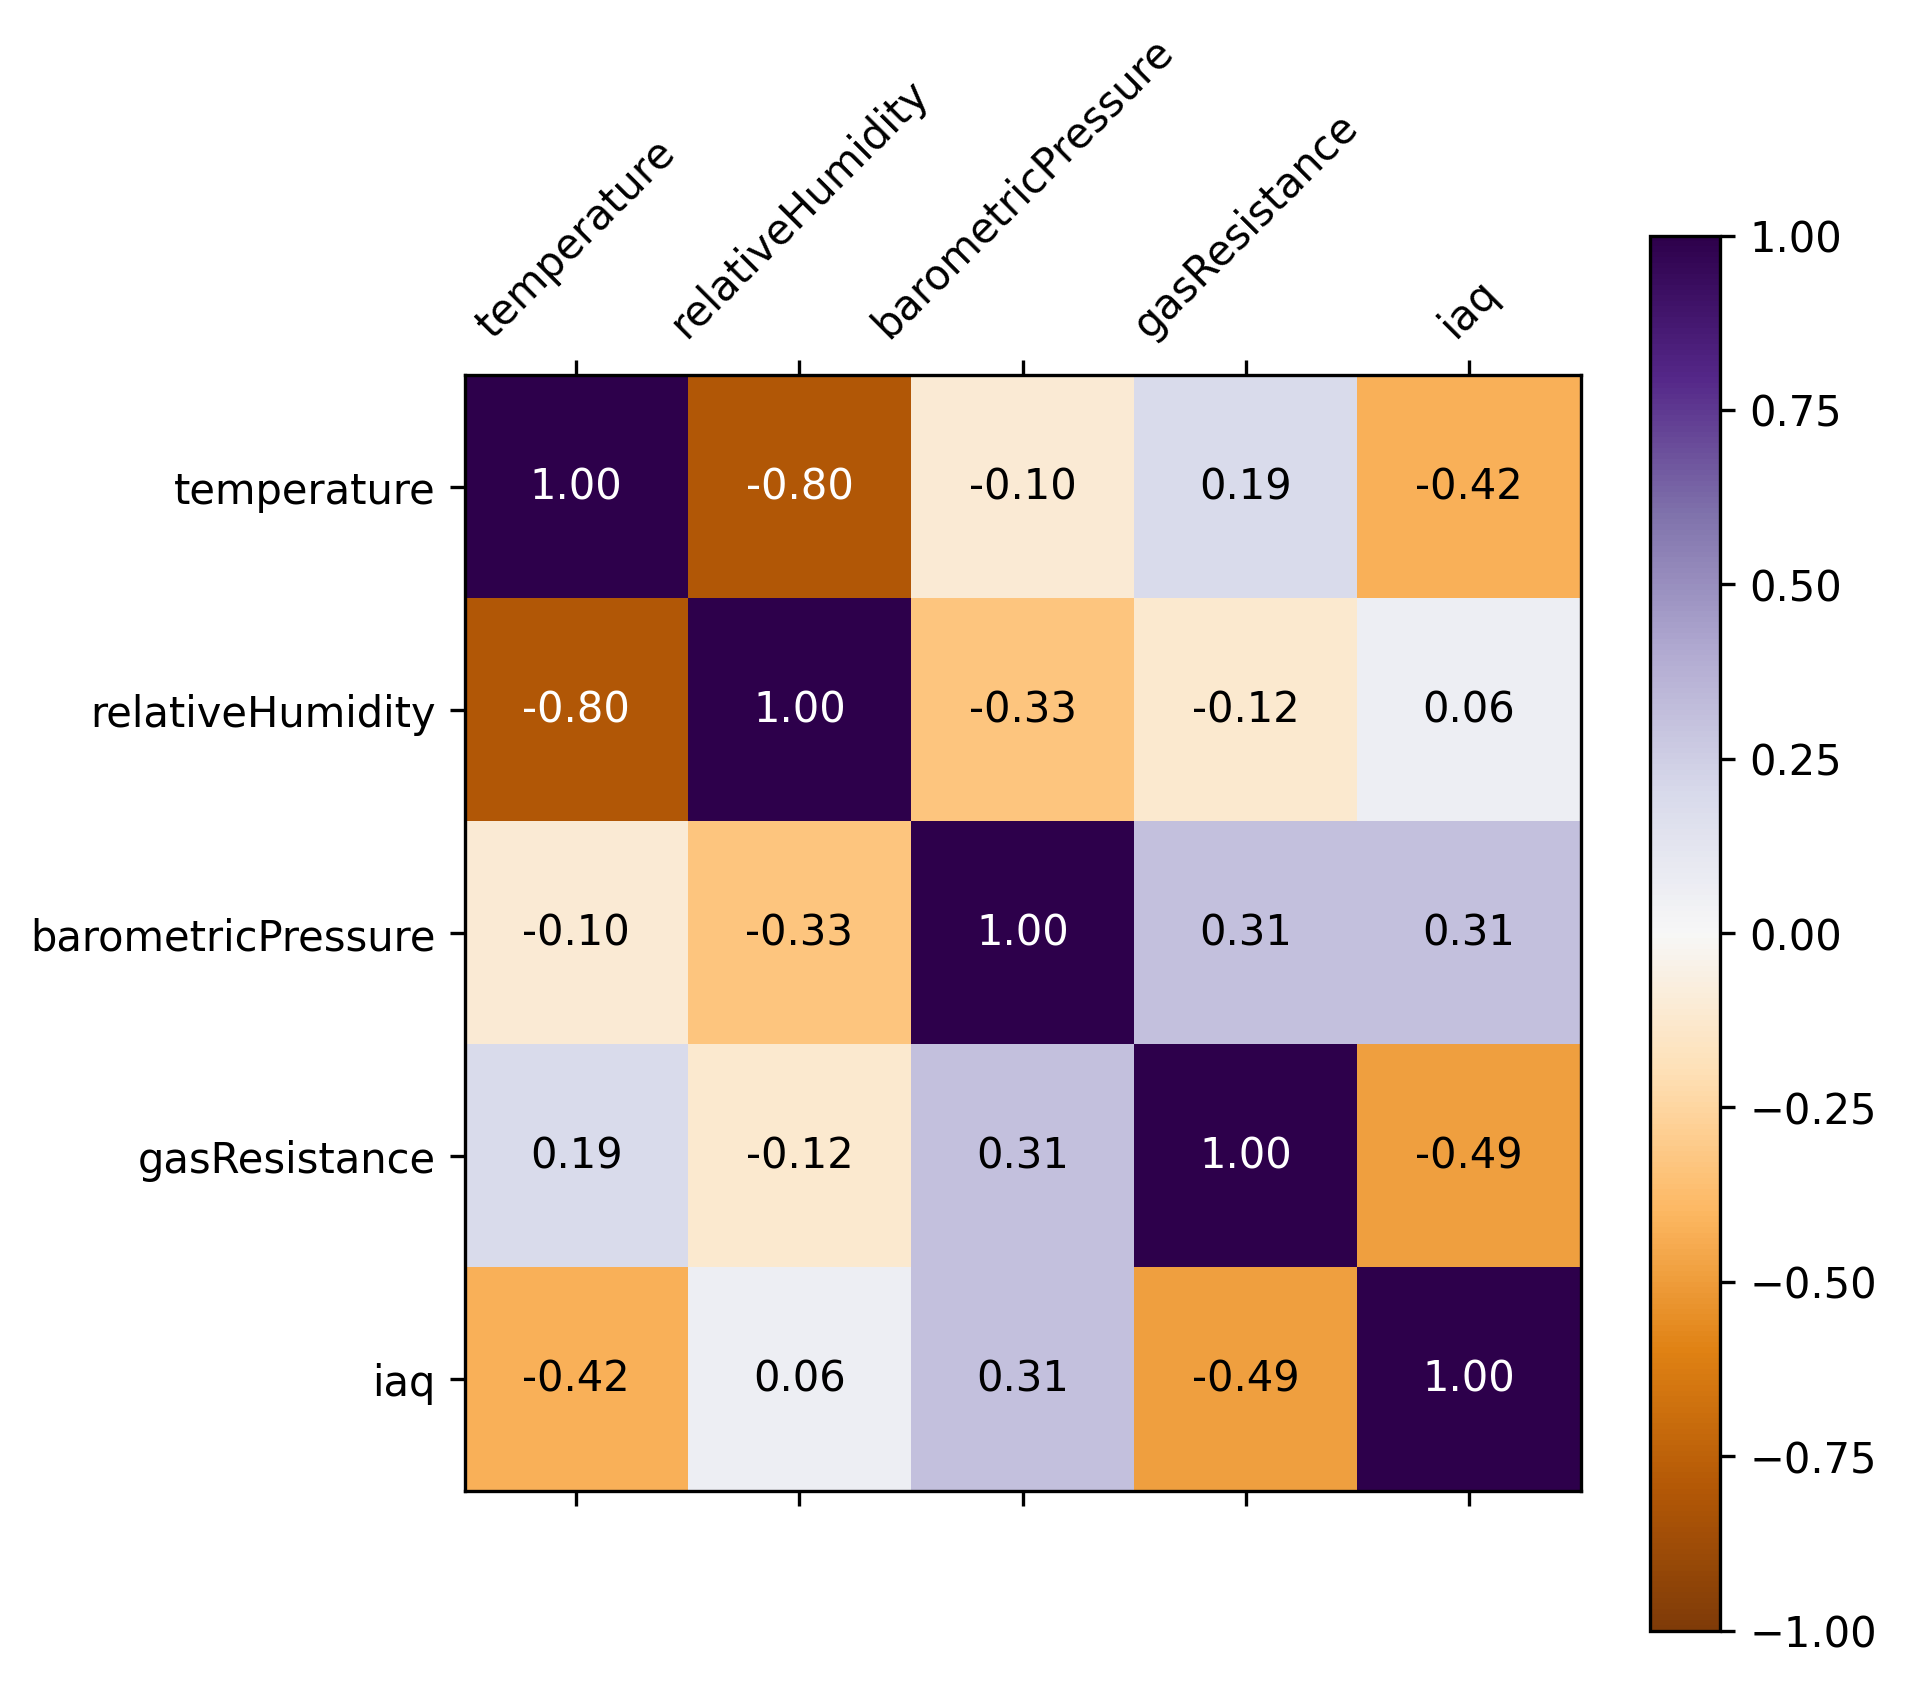 temperature
relativeHumidity
barometricPressure
gasResistance
iaq
temperature 1.00 -0.80 -0.10 0.19 -0.42
relativeHumidity -0.80 1.00 -0.33 -0.12 0.06
barometricPressure -0.10 -0.33 1.00 0.31 0.31
gasResistance 0.19 -0.12 0.31 1.00 -0.49
iaq -0.42 0.06 0.31 -0.49 1.00
1.00
0.75
0.50
0.25
0.00
−0.25
−0.50
−0.75
−1.00